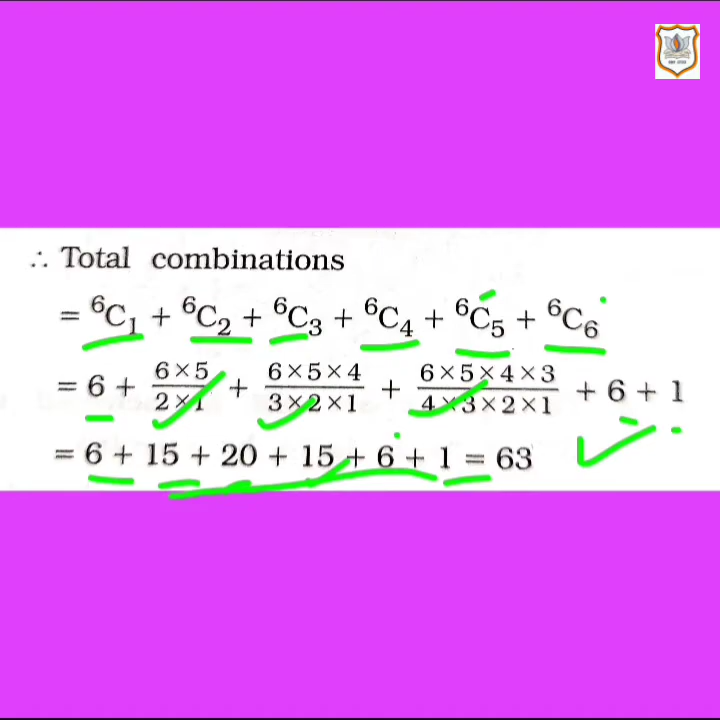 ∴ Total combinations
= ⁶C₁ + ⁶C₂ + ⁶C₃ + ⁶C₄ + ⁶C₅ + ⁶C₆
= 6 + (6×5)/(2×1) + (6×5×4)/(3×2×1) + (6×5×4×3)/(4×3×2×1) + 6 + 1
= 6 + 15 + 20 + 15 + 6 + 1 = 63